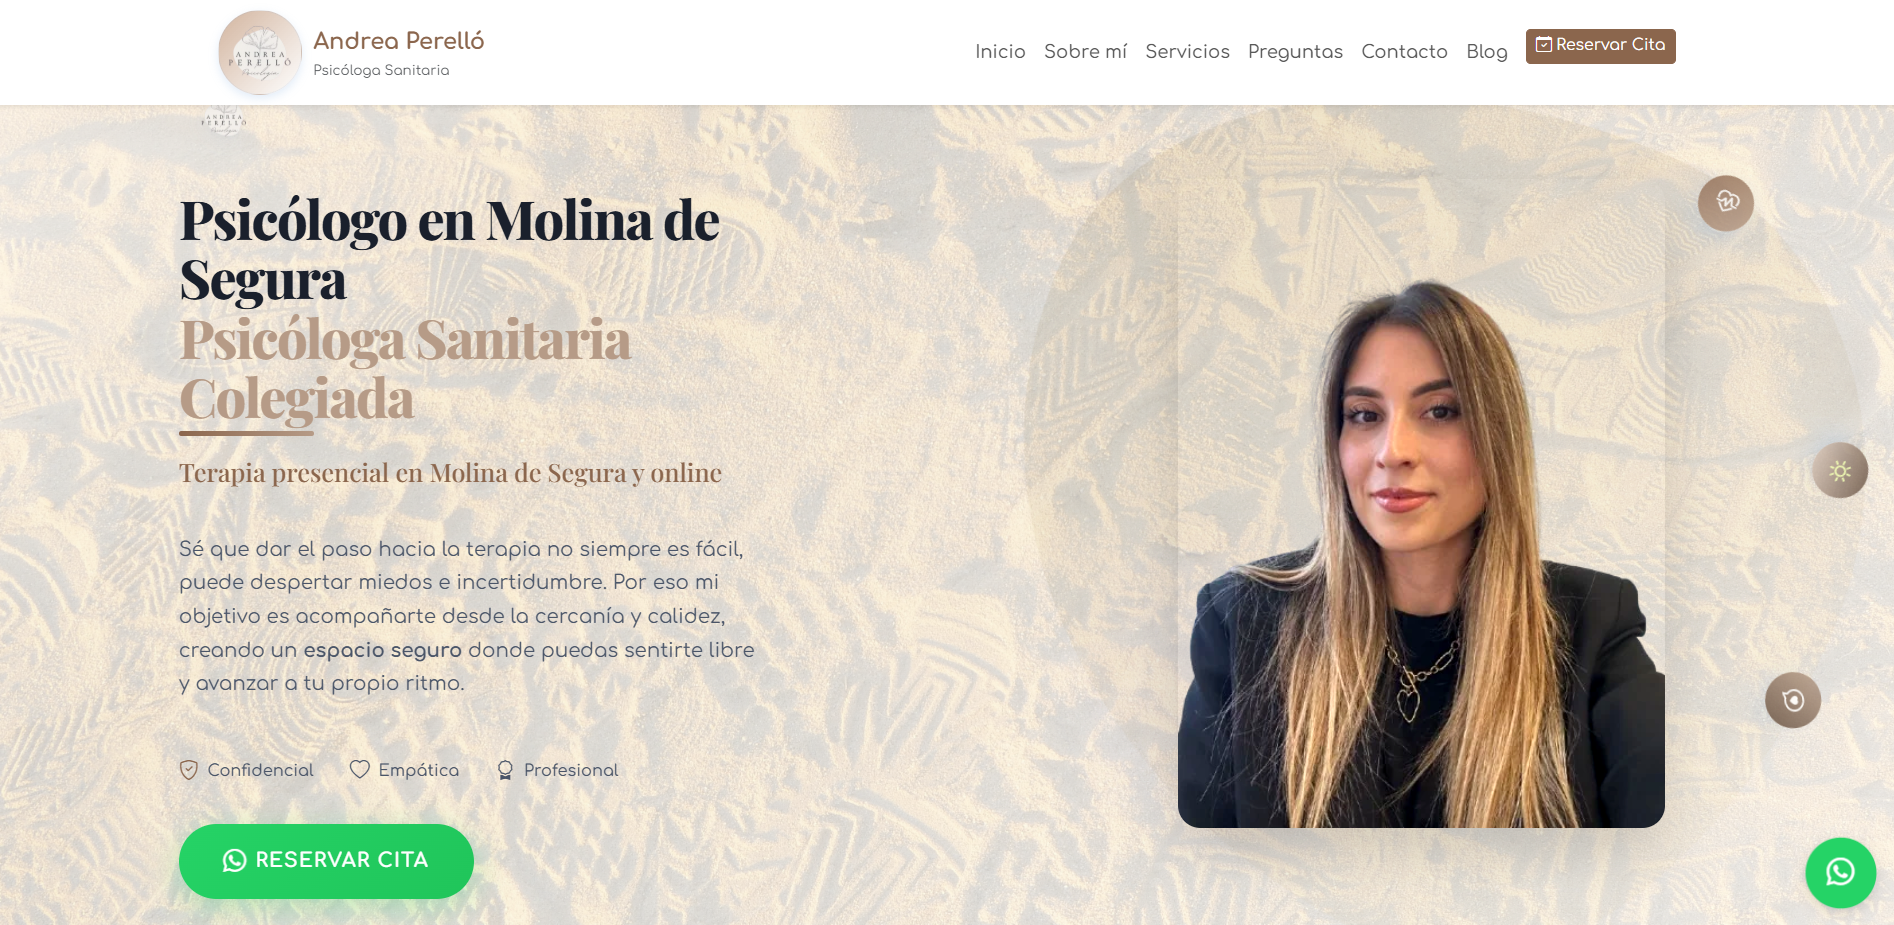 ANDREA
PERELLÓ
Psicología
Andrea Perelló
Psicóloga Sanitaria
Inicio Sobre mí Servicios Preguntas Contacto Blog Reservar Cita
ANDREA
PERELLÓ
Psicólogo en Molina de
Segura
Psicóloga Sanitaria
Colegiada
Terapia presencial en Molina de Segura y online
Sé que dar el paso hacia la terapia no siempre es fácil,
puede despertar miedos e incertidumbre. Por eso mi
objetivo es acompañarte desde la cercanía y calidez,
creando un espacio seguro donde puedas sentirte libre
y avanzar a tu propio ritmo.
Confidencial Empática Profesional
RESERVAR CITA